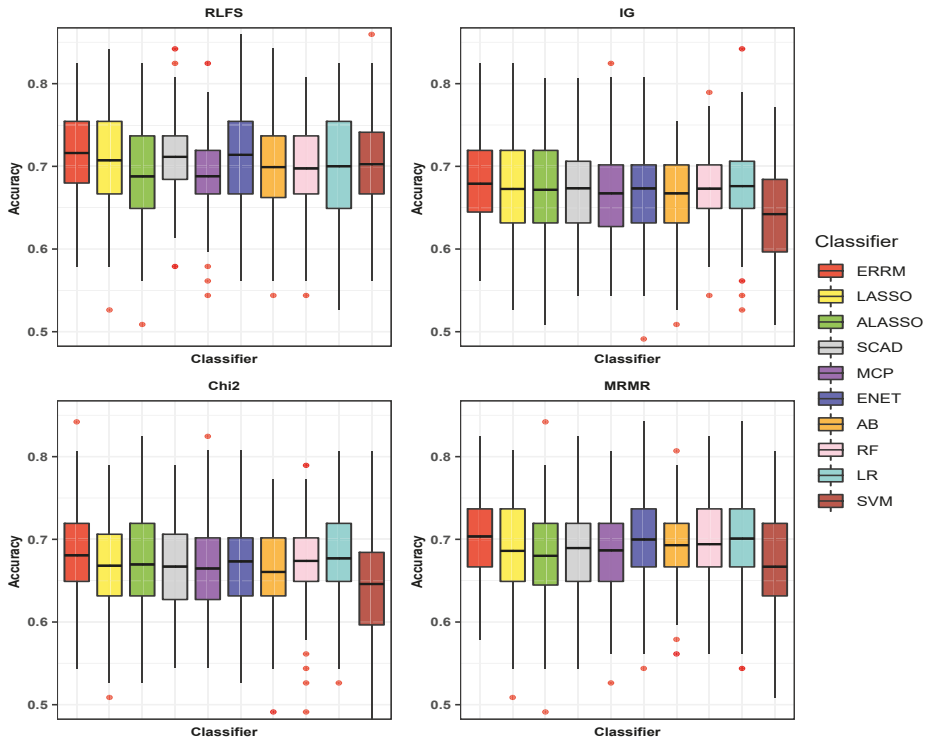 RLFS
IG
Accuracy
0.8
0.7
0.6
0.5
Classifier
Accuracy
0.8
0.7
0.6
0.5
Classifier
Chi2
MRMR
Accuracy
0.8
0.7
0.6
0.5
Classifier
Accuracy
0.8
0.7
0.6
0.5
Classifier
Classifier
ERRM
LASSO
ALASSO
SCAD
MCP
ENET
AB
RF
LR
SVM